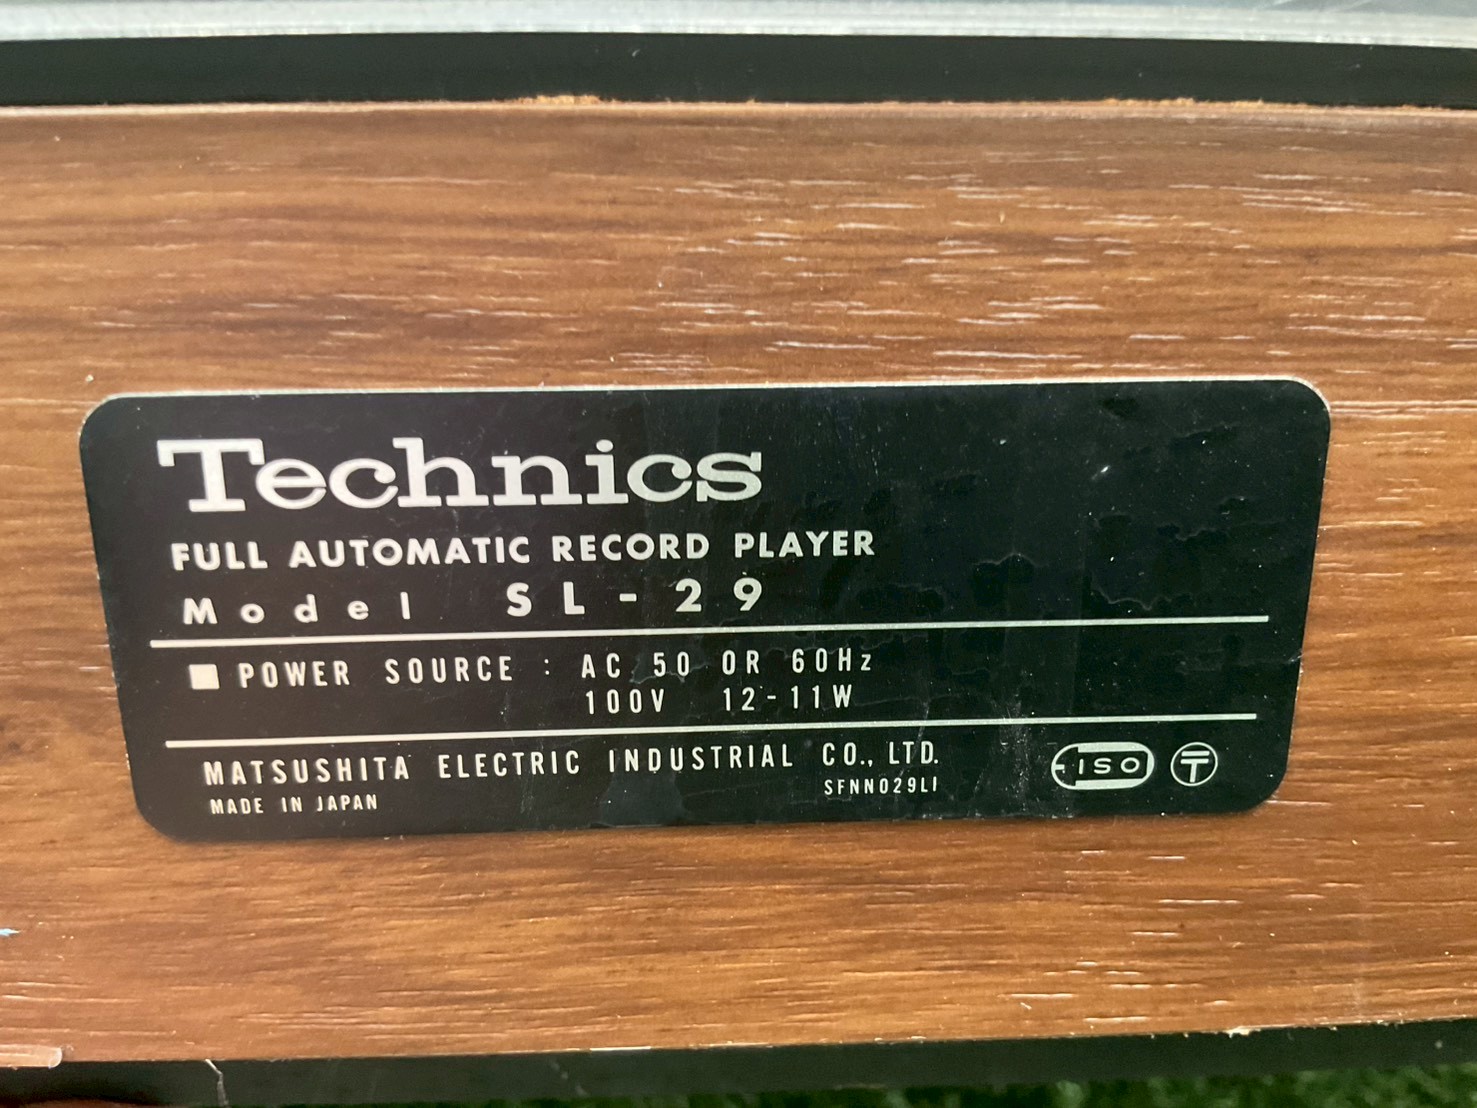 Technics
FULL AUTOMATIC RECORD PLAYER
Model SL-29
POWER SOURCE : AC 50 OR 60Hz
100V 12-11W
MATSUSHITA ELECTRIC INDUSTRIAL CO., LTD.
MADE IN JAPAN SFNN029L1
ISO T